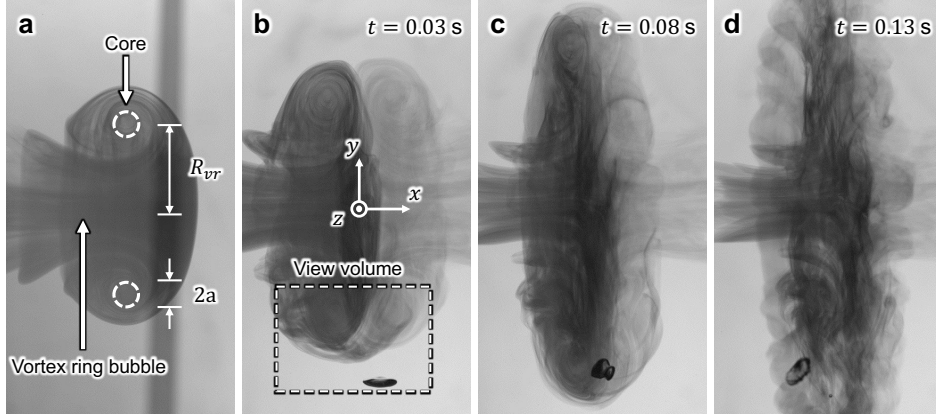 a
Core
R_vr
2a
Vortex ring bubble
b
t = 0.03 s
y
x
z
View volume
c
t = 0.08 s
d
t = 0.13 s